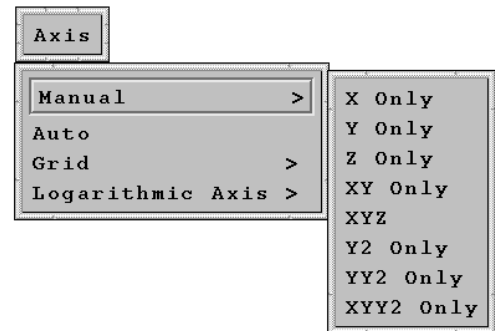 Axis
Manual >
Auto
Grid >
Logarithmic Axis >
X Only
Y Only
Z Only
XY Only
XYZ
Y2 Only
YY2 Only
XYY2 Only